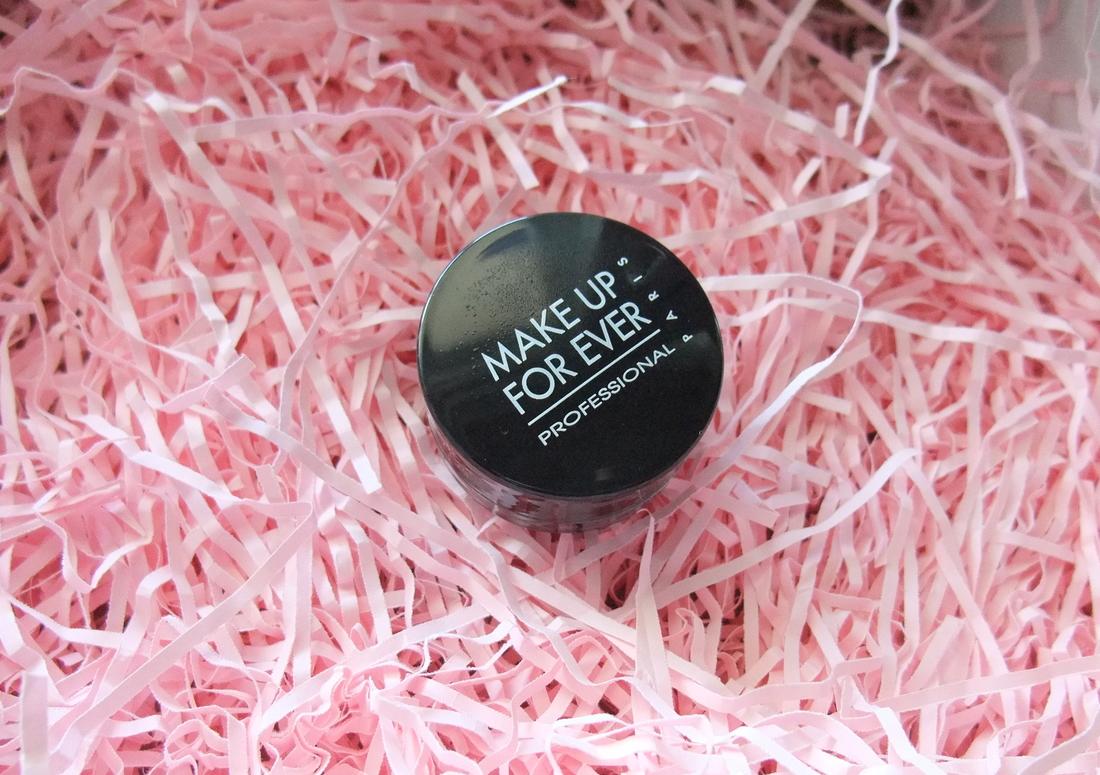 MAKE UP
FOR EVER
PROFESSIONAL
PARIS